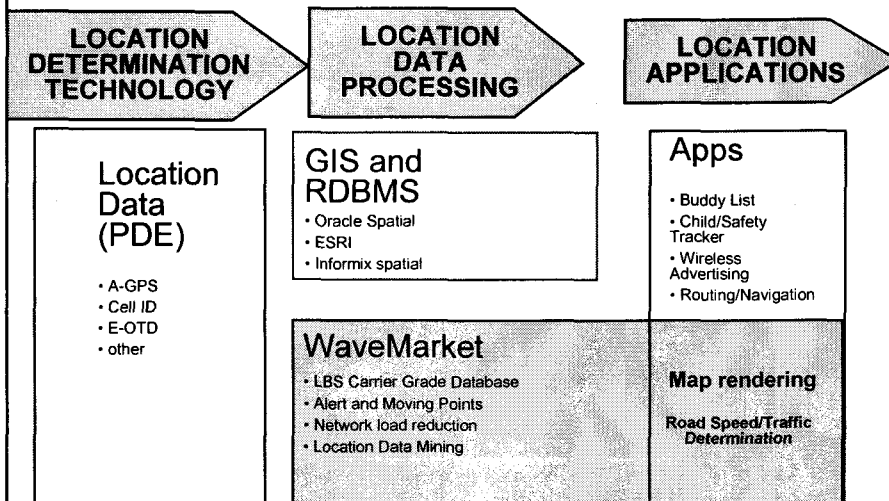 LOCATION
DETERMINATION
TECHNOLOGY
LOCATION
DATA
PROCESSING
LOCATION
APPLICATIONS
Location
Data
(PDE)
• A-GPS
• Cell ID
• E-OTD
• other
GIS and
RDBMS
• Oracle Spatial
• ESRI
• Informix spatial
Apps
• Buddy List
• Child/Safety
Tracker
• Wireless
Advertising
• Routing/Navigation
WaveMarket
• LBS Carrier Grade Database
• Alert and Moving Points
• Network load reduction
• Location Data Mining
Map rendering
Road Speed/Traffic
Determination